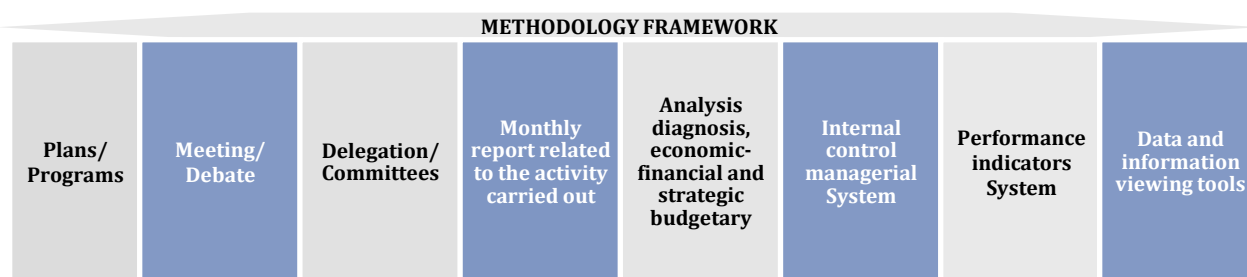 METHODOLOGY FRAMEWORK
Plans/
Programs
Meeting/
Debate
Delegation/
Committees
Monthly
report related
to the activity
carried out
Analysis
diagnosis,
economic-
financial and
strategic
budgetary
Internal
control
managerial
System
Performance
indicators
System
Data and
information
viewing tools